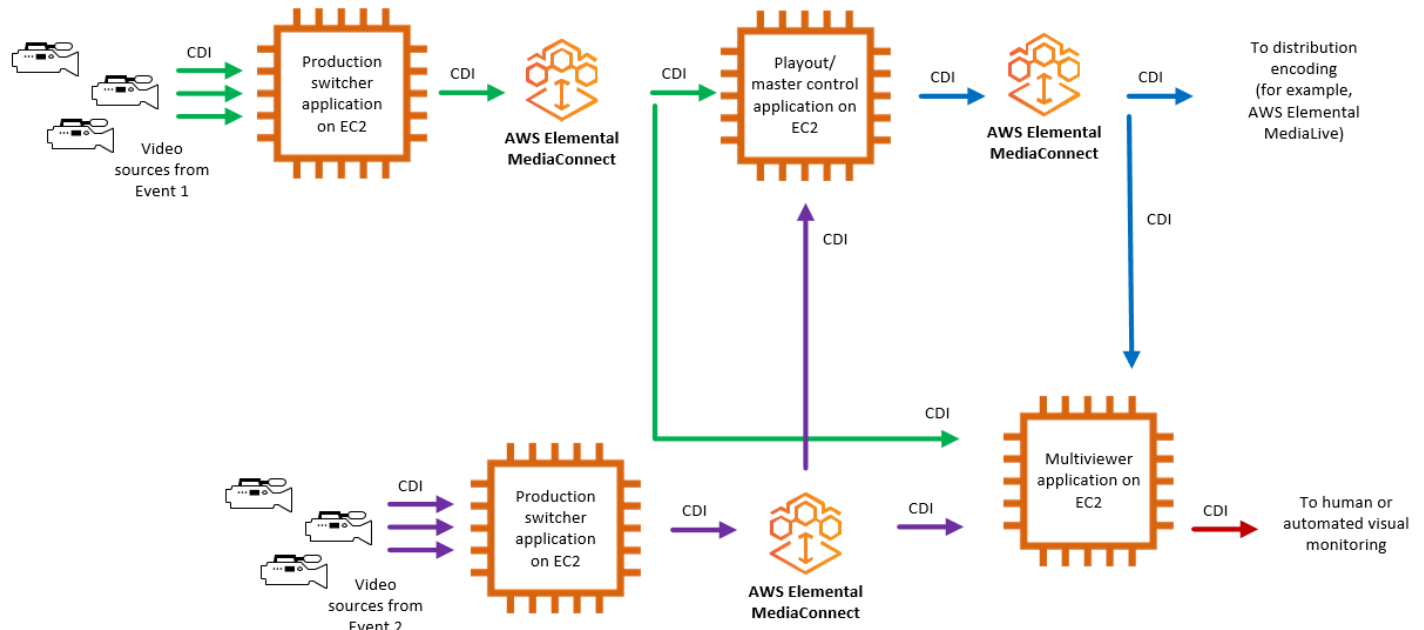 CDI
Production
switcher
application
on EC2
CDI
AWS Elemental
MediaConnect
CDI
Playout/
master control
application on
EC2
CDI
AWS Elemental
MediaConnect
CDI
To distribution
encoding
(for example,
AWS Elemental
MediaLive)
Video
sources from
Event 1
CDI
CDI
CDI
Multiviewer
application on
EC2
CDI
Production
switcher
application
on EC2
CDI
AWS Elemental
MediaConnect
CDI
CDI
To human or
automated visual
monitoring
Video
sources from
Event 2